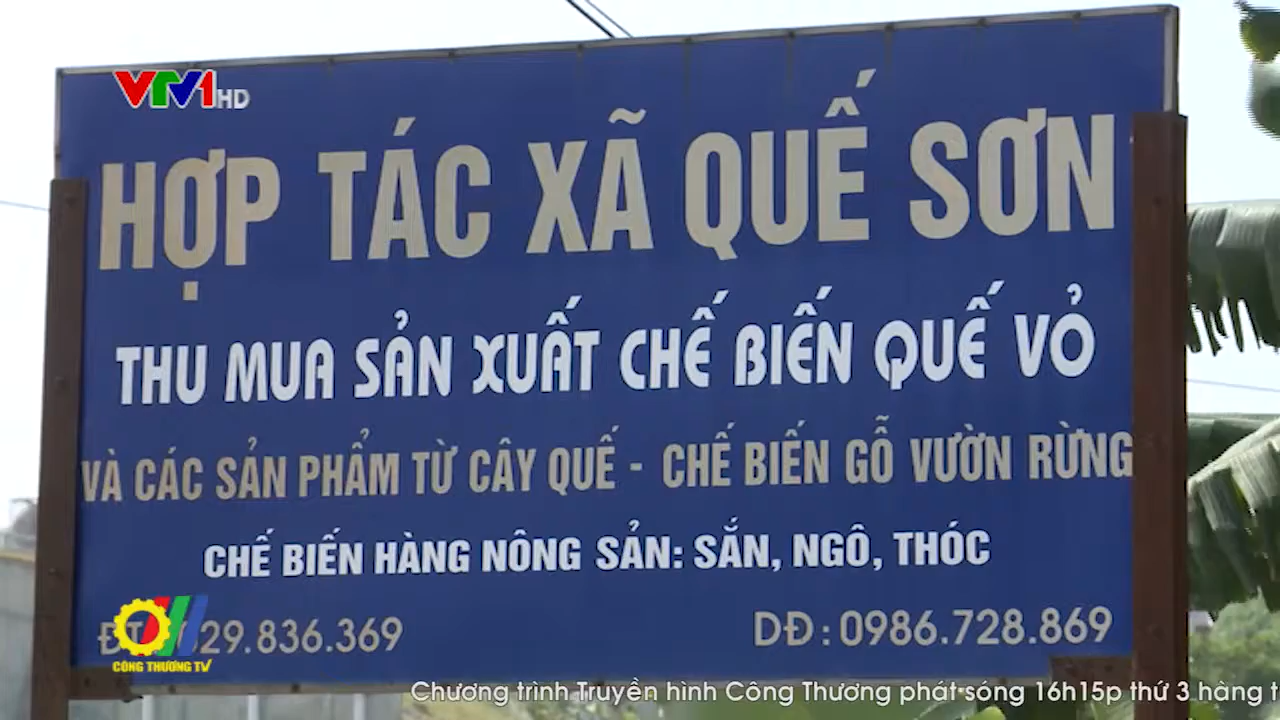 VTV1 HD
HỢP TÁC XÃ QUẾ SƠN
THU MUA SẢN XUẤT CHẾ BIẾN QUẾ VỎ
VÀ CÁC SẢN PHẨM TỪ CÂY QUẾ - CHẾ BIẾN GỖ VƯỜN RỪNG
CHẾ BIẾN HÀNG NÔNG SẢN: SẮN, NGÔ, THÓC
29.836.369 DĐ: 0986.728.869
CÔNG THƯƠNG TV
Chương trình Truyền hình Công Thương phát sóng 16h15p thứ 3 hàng t